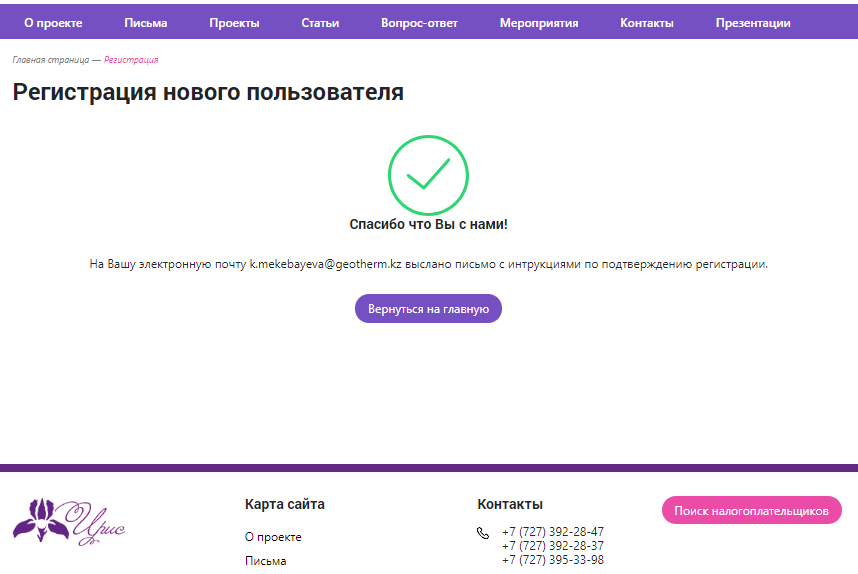 О проекте Письма Проекты Статьи Вопрос-ответ Мероприятия Контакты Презентации
Главная страница — Регистрация
Регистрация нового пользователя
Спасибо что Вы с нами!
На Вашу электронную почту k.mekebayeva@geotherm.kz выслано письмо с интрукциями по подтверждению регистрации.
Вернуться на главную
Ирис
Карта сайта
О проекте
Письма
Контакты
+7 (727) 392-28-47
+7 (727) 392-28-37
+7 (727) 395-33-98
Поиск налогоплательщиков